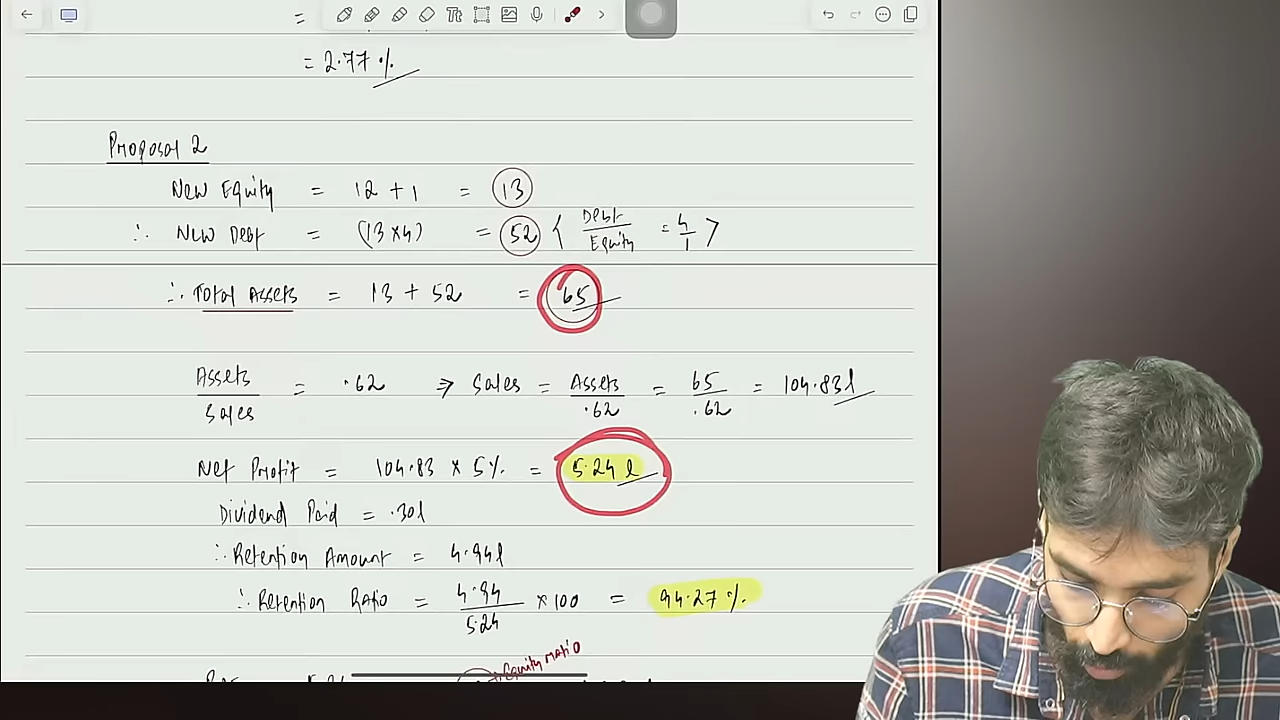 =
= 2.77 %
Proposal 2
New Equity = 12 + 1 = 13
∴ New Debt = (13 x 4) = 52 < Debt/Equity = 4/1 >
∴ Total Assets = 13 + 52 = 65
Assets/Sales = .62 ⇒ Sales = Assets/.62 = 65/.62 = 104.83 l
Net Profit = 104.83 x 5% = 5.24 l
Dividend Paid = .30 l
∴ Retention Amount = 4.94 l
∴ Retention Ratio = 4.94/5.24 x 100 = 94.27 %
Equity Ratio